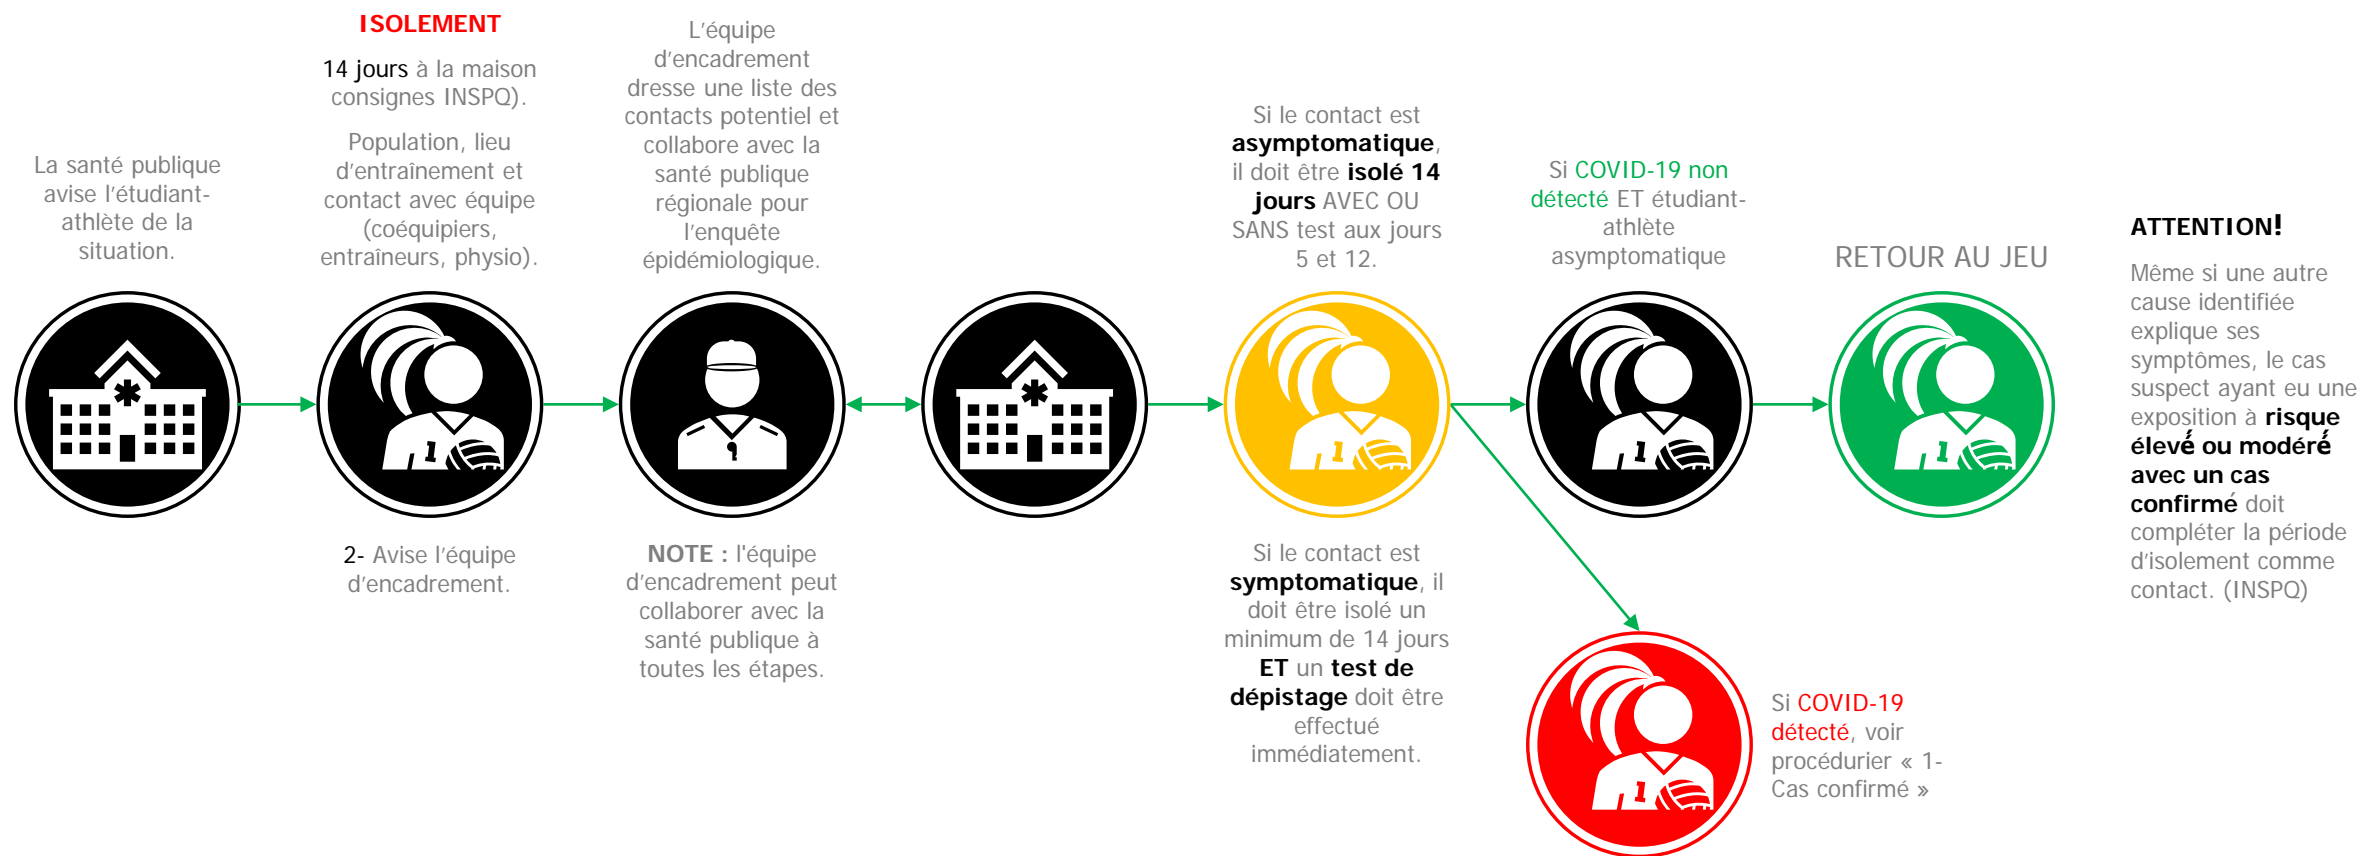 La santé publique
avise l'étudiant-
athlète de la
situation.
ISOLEMENT
14 jours à la maison
consignes INSPQ).
Population, lieu
d'entraînement et
contact avec équipe
(coéquipiers,
entraîneurs, physio).
2- Avise l'équipe
d'encadrement.
L'équipe
d'encadrement
dresse une liste des
contacts potentiel et
collabore avec la
santé publique
régionale pour
l'enquête
épidémiologique.
NOTE : l'équipe
d'encadrement peut
collaborer avec la
santé publique à
toutes les étapes.
Si le contact est
asymptomatique,
il doit être isolé 14
jours AVEC OU
SANS test aux jours
5 et 12.
Si le contact est
symptomatique, il
doit être isolé un
minimum de 14 jours
ET un test de
dépistage doit être
effectué
immédiatement.
Si COVID-19 non
détecté ET étudiant-
athlète
asymptomatique
RETOUR AU JEU
Si COVID-19
détecté, voir
procédurier « 1-
Cas confirmé »
ATTENTION!
Même si une autre
cause identifiée
explique ses
symptômes, le cas
suspect ayant eu une
exposition à risque
élevé ou modéré
avec un cas
confirmé doit
compléter la période
d'isolement comme
contact. (INSPQ)
1
1
1
1
1